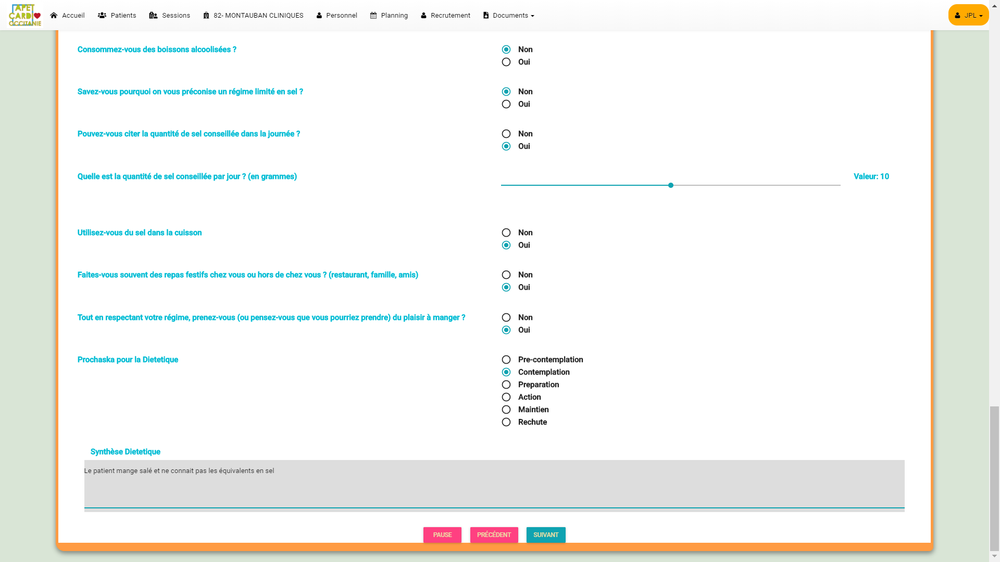 APET
CARDI
OCCITANIE
Accueil
Patients
Sessions
82- MONTAUBAN CLINIQUES
Personnel
Planning
Recrutement
Documents
JPL
Consommez-vous des boissons alcoolisées ?
Non
Oui
Savez-vous pourquoi on vous préconise un régime limité en sel ?
Non
Oui
Pouvez-vous citer la quantité de sel conseillée dans la journée ?
Non
Oui
Quelle est la quantité de sel conseillée par jour ? (en grammes)
Valeur: 10
Utilisez-vous du sel dans la cuisson
Non
Oui
Faites-vous souvent des repas festifs chez vous ou hors de chez vous ? (restaurant, famille, amis)
Non
Oui
Tout en respectant votre régime, prenez-vous (ou pensez-vous que vous pourriez prendre) du plaisir à manger ?
Non
Oui
Prochaska pour la Dietetique
Pre-contemplation
Contemplation
Preparation
Action
Maintien
Rechute
Synthèse Dietetique
Le patient mange salé et ne connait pas les équivalents en sel
PAUSE
PRÉCÉDENT
SUIVANT